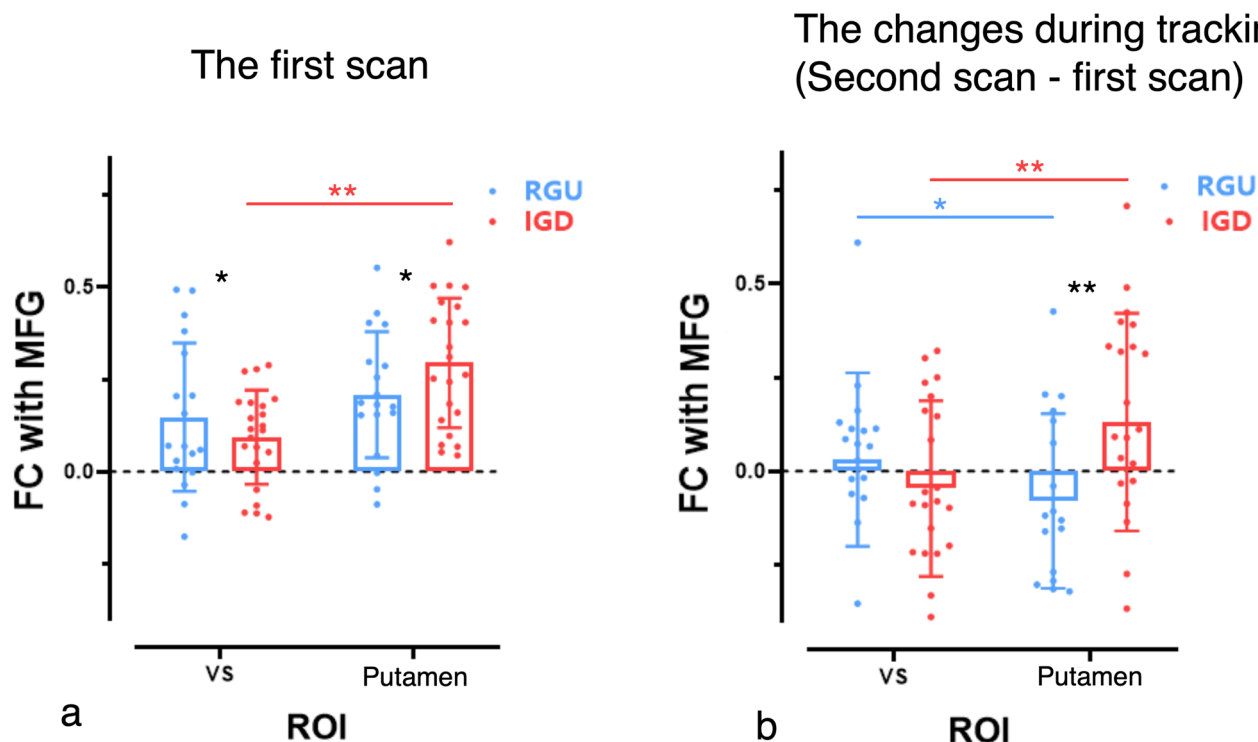 The first scan
The changes during trackin
(Second scan - first scan)
**
RGU
IGD
*
*
0.5
0.0
FC with MFG
vs
Putamen
a
ROI
**
RGU
*
IGD
**
0.5
0.0
FC with MFG
vs
Putamen
b
ROI